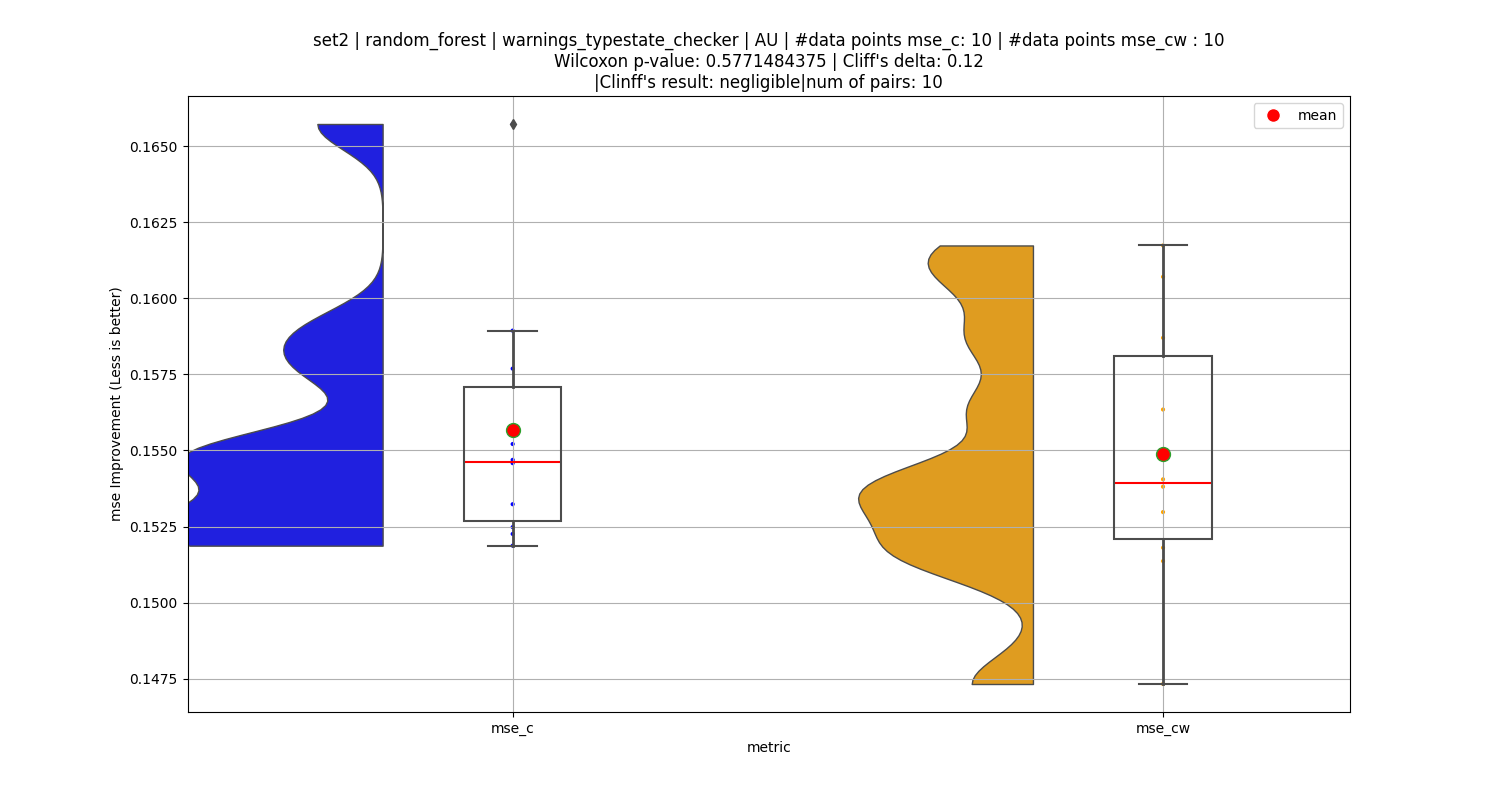 set2 | random_forest | warnings_typestate_checker | AU | #data points mse_c: 10 | #data points mse_cw : 10
Wilcoxon p-value: 0.5771484375 | Cliff's delta: 0.12
|Clinff's result: negligible|num of pairs: 10
mean
mse Improvement (Less is better)
0.1650
0.1625
0.1600
0.1575
0.1550
0.1525
0.1500
0.1475
mse_c
mse_cw
metric